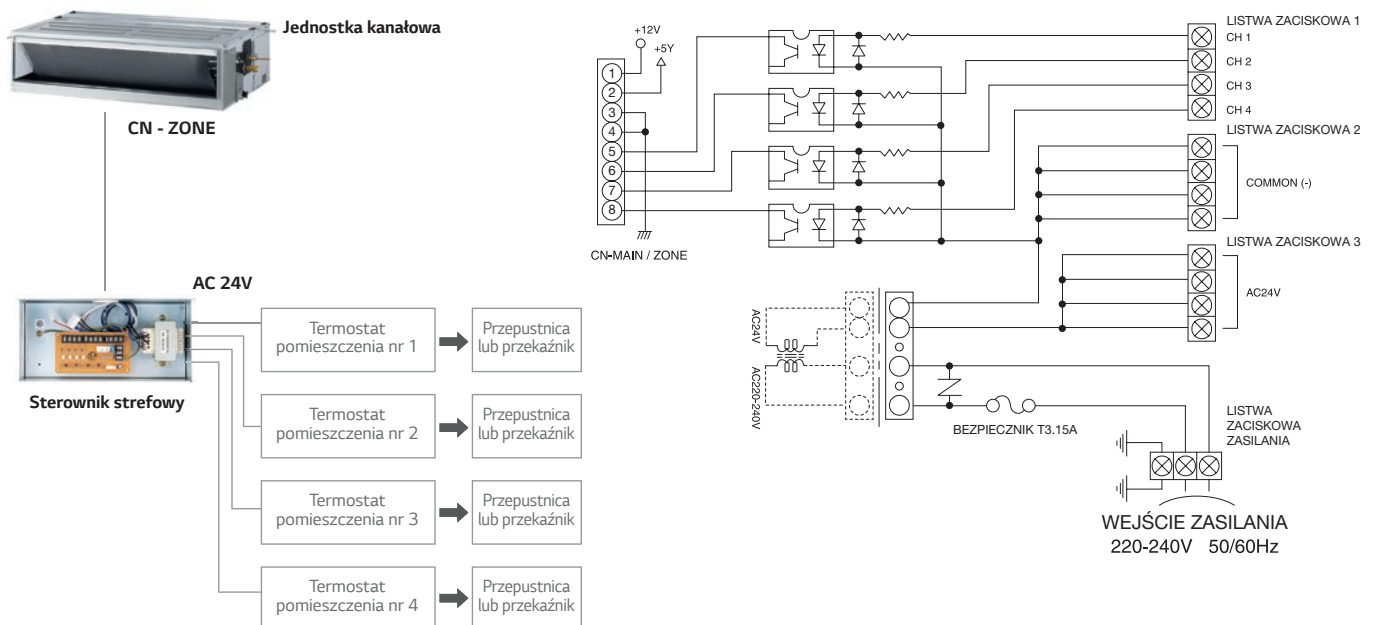 Jednostka kanałowa
CN - ZONE
AC 24V
Sterownik strefowy
Termostat
pomieszczenia nr 1
Przepustnica
lub przekaźnik
Termostat
pomieszczenia nr 2
Przepustnica
lub przekaźnik
Termostat
pomieszczenia nr 3
Przepustnica
lub przekaźnik
Termostat
pomieszczenia nr 4
Przepustnica
lub przekaźnik
+12V
+5Y
1
2
3
4
5
6
7
8
CN-MAIN / ZONE
LISTWA ZACISKOWA 1
CH 1
CH 2
CH 3
CH 4
LISTWA ZACISKOWA 2
COMMON (-)
LISTWA ZACISKOWA 3
AC24V
AC24V
AC220-240V
BEZPIECZNIK T3.15A
LISTWA
ZACISKOWA
ZASILANIA
WEJŚCIE ZASILANIA
220-240V 50/60Hz